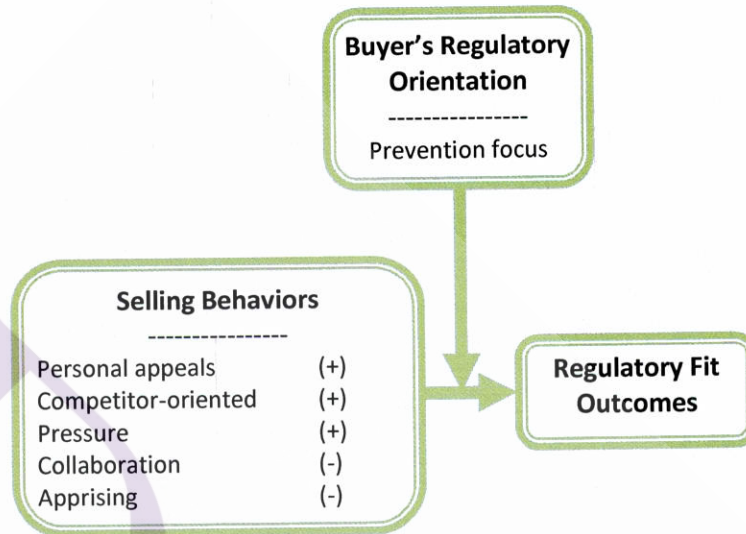 Buyer's Regulatory
Orientation
----------------
Prevention focus
Selling Behaviors
----------------
Personal appeals (+)
Competitor-oriented (+)
Pressure (+)
Collaboration (-)
Apprising (-)
Regulatory Fit
Outcomes